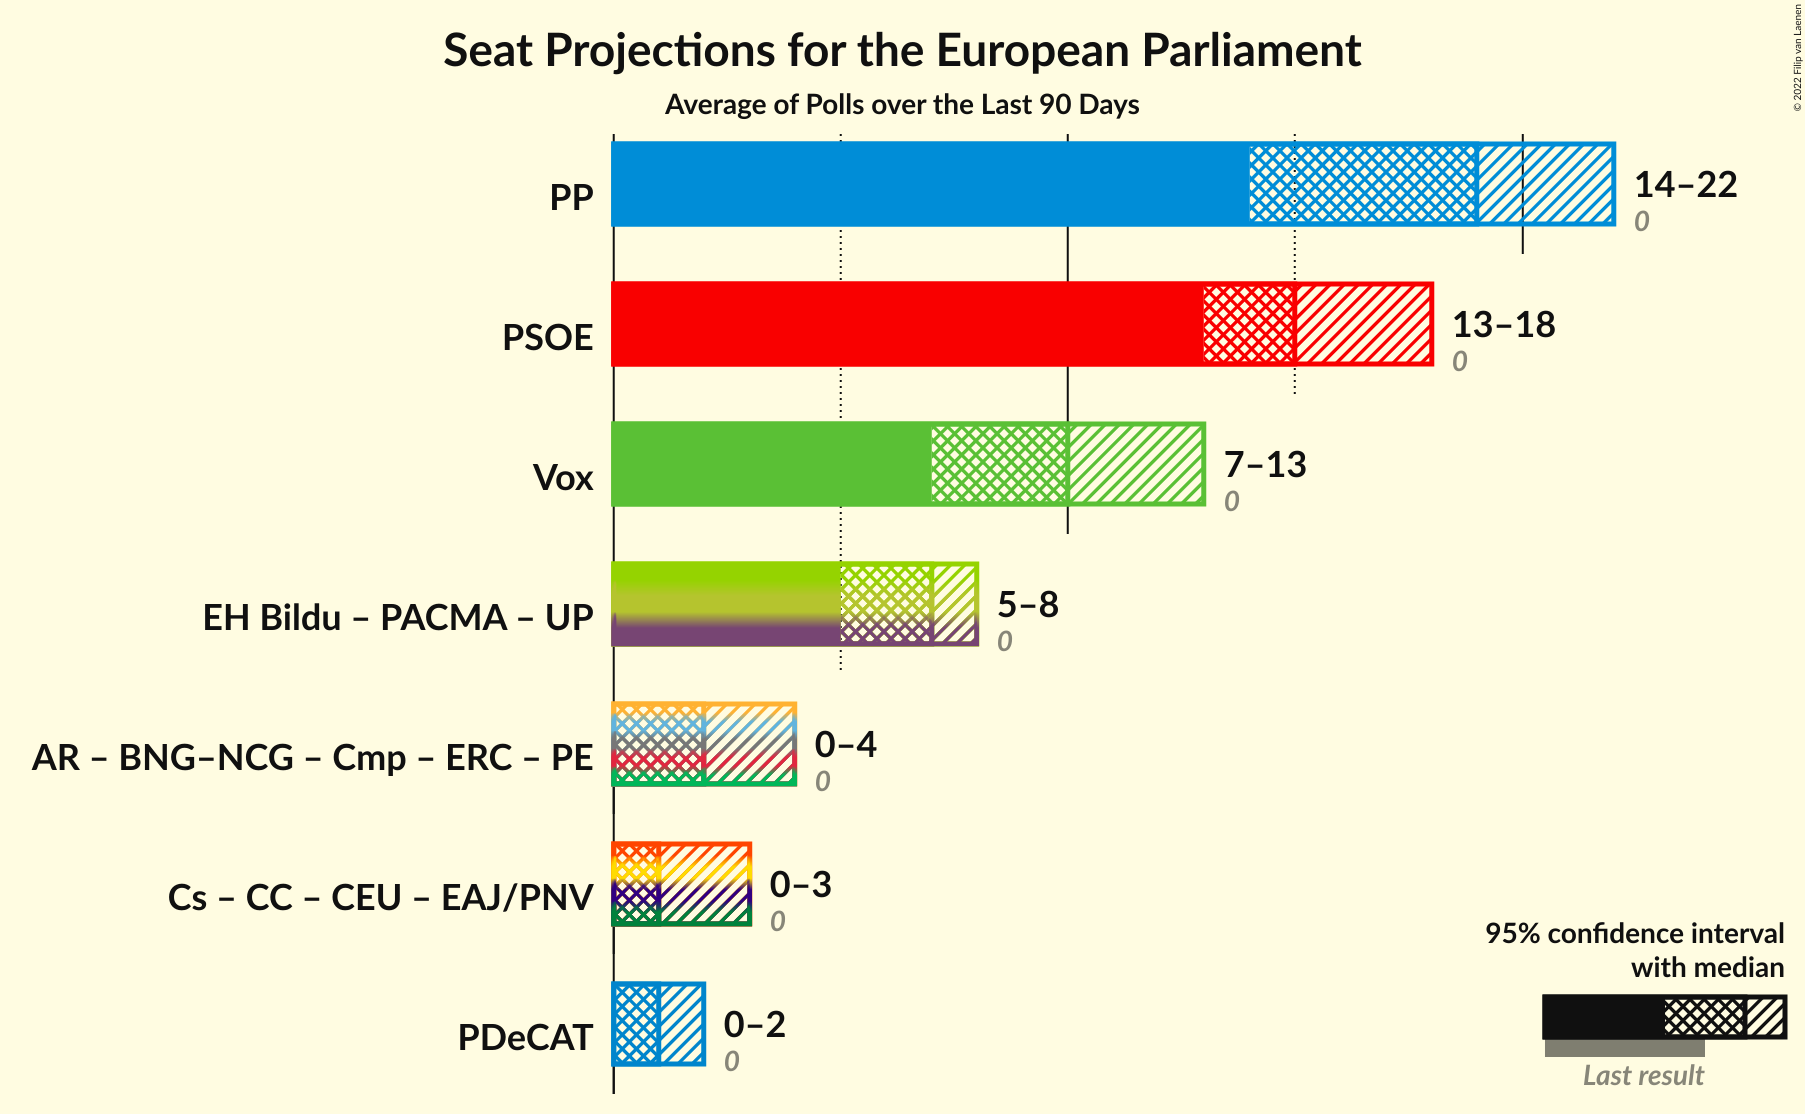 Seat Projections for the European Parliament
Average of Polls over the Last 90 Days
© 2022 Filip van Laenen
PP
14–22
0
PSOE
13–18
0
Vox
7–13
0
EH Bildu – PACMA – UP
5–8
0
AR – BNG–NCG – Cmp – ERC – PE
0–4
0
Cs – CC – CEU – EAJ/PNV
0–3
0
PDeCAT
0–2
0
95% confidence interval
with median
Last result